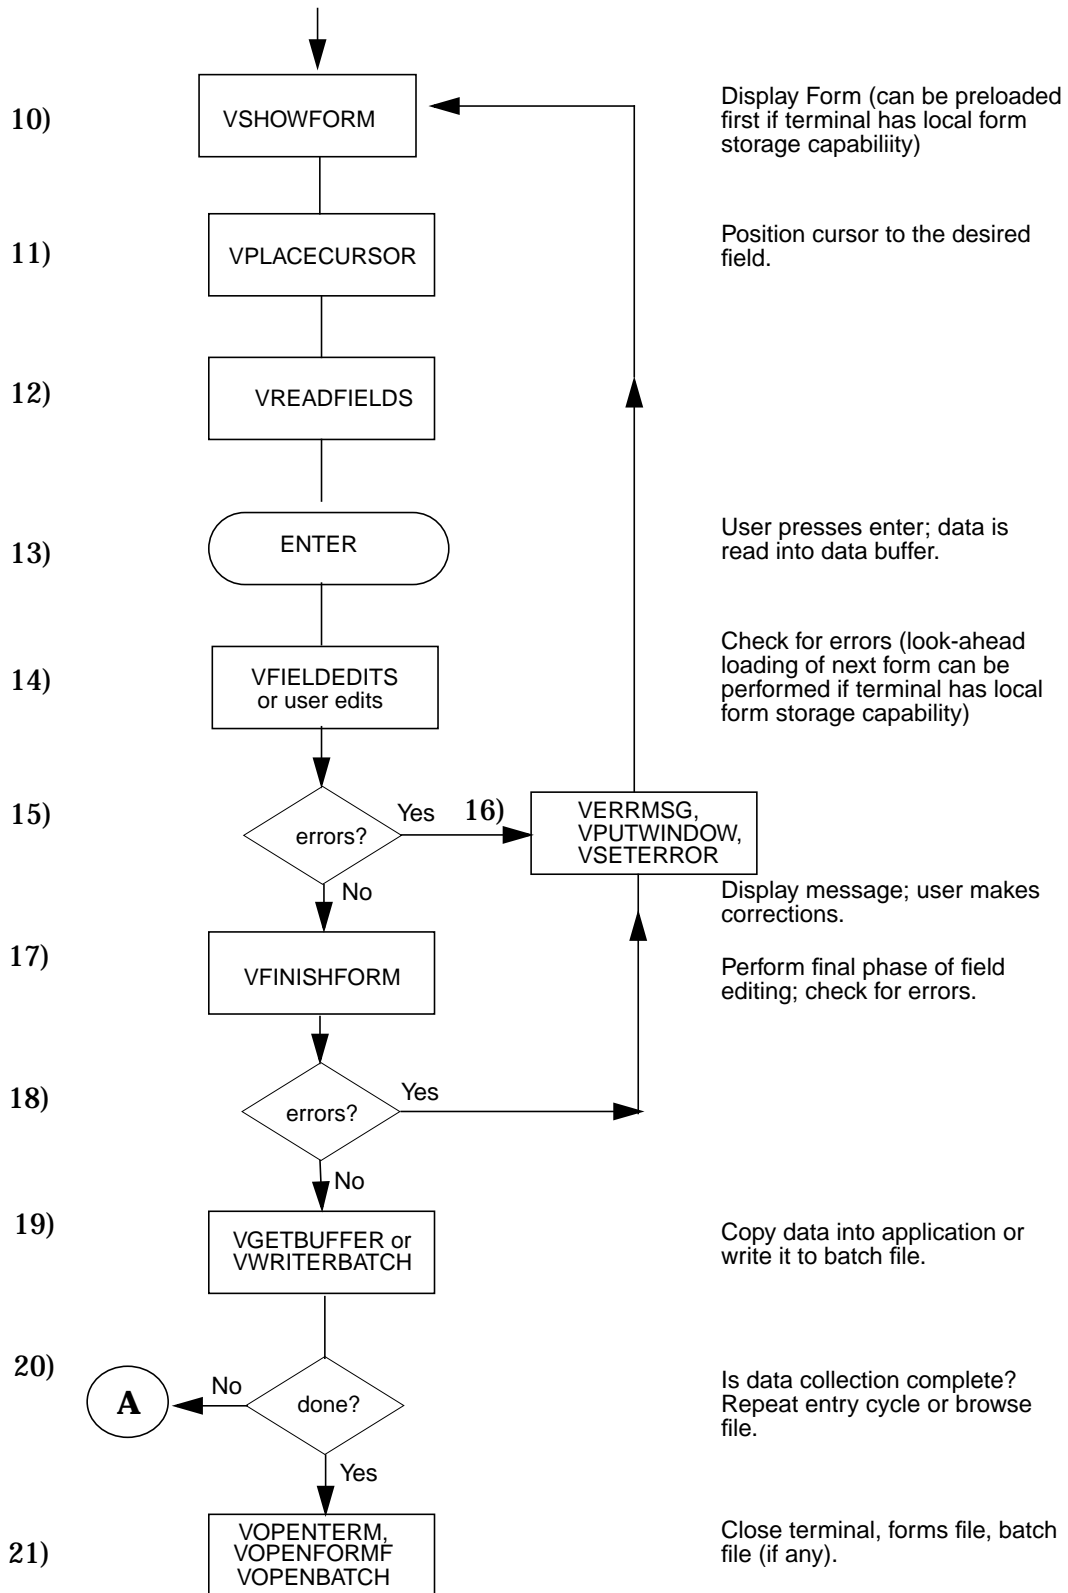 10)
VSHOWFORM
Display Form (can be preloaded
first if terminal has local form
storage capabiliity)
11)
VPLACECURSOR
Position cursor to the desired
field.
12)
VREADFIELDS
13)
ENTER
User presses enter; data is
read into data buffer.
14)
VFIELDEDITS
or user edits
Check for errors (look-ahead
loading of next form can be
performed if terminal has local
form storage capability)
15)
errors?
Yes
No
16)
VERRMSG,
VPUTWINDOW,
VSETERROR
Display message; user makes
corrections.
17)
VFINISHFORM
Perform final phase of field
editing; check for errors.
18)
errors?
Yes
No
19)
VGETBUFFER or
VWRITERBATCH
Copy data into application or
write it to batch file.
20)
A
No
done?
Yes
Is data collection complete?
Repeat entry cycle or browse
file.
21)
VOPENTERM,
VOPENFORMF
VOPENBATCH
Close terminal, forms file, batch
file (if any).